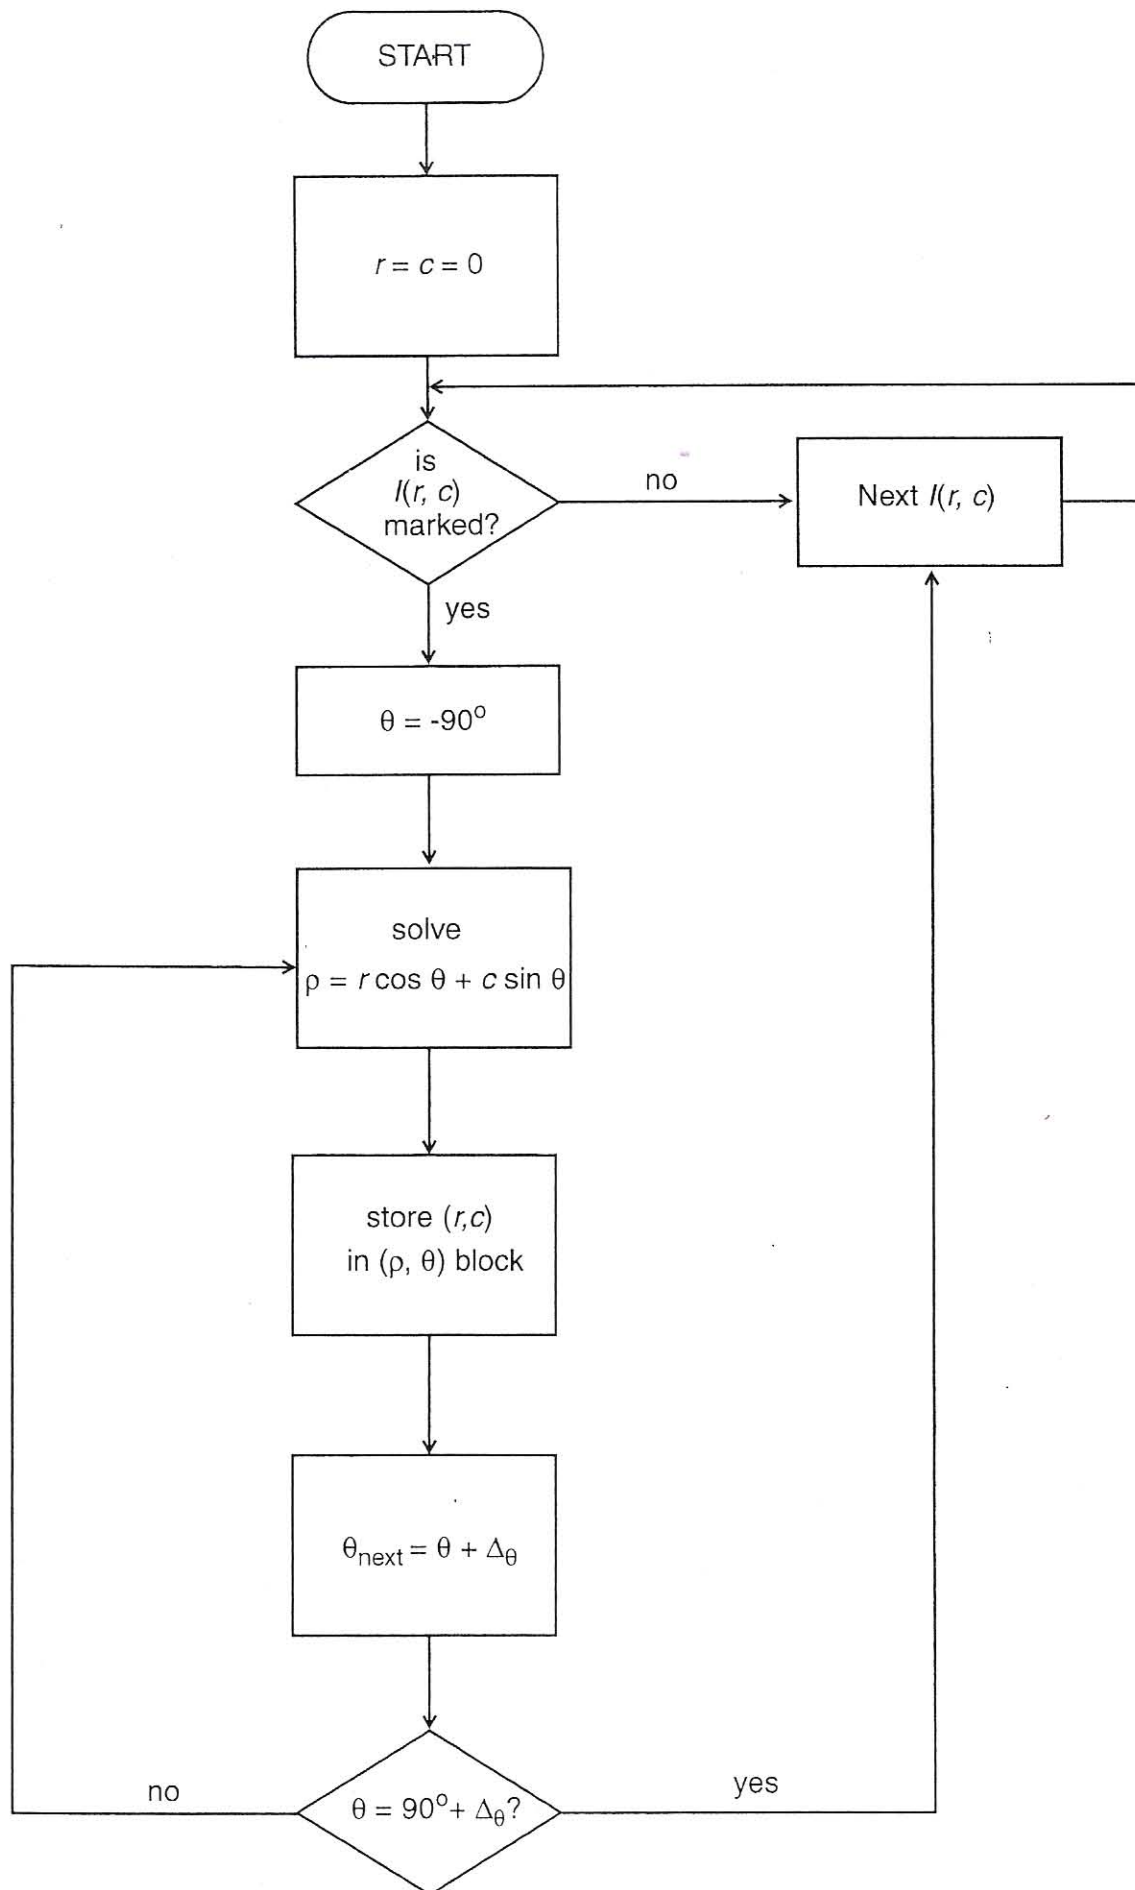 START
r = c = 0
is
I(r, c)
marked?
no
Next I(r, c)
yes
θ = -90°
solve
ρ = r cos θ + c sin θ
store (r,c)
in (ρ, θ) block
θnext = θ + Δθ
no
θ = 90° + Δθ?
yes